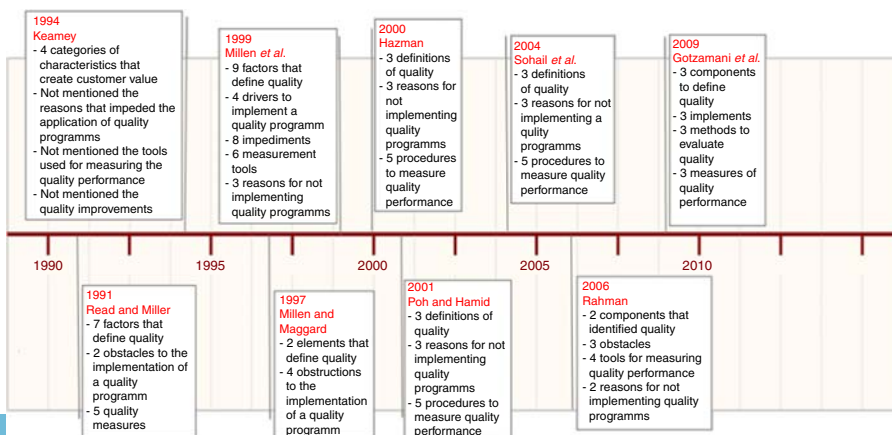 1994
Keamey
- 4 categories of
characteristics that
create customer value
- Not mentioned the
reasons that impeded the
application of quality
programms
- Not mentioned the tools
used for measuring the
quality performance
- Not mentioned the
quality improvements
1999
Millen et al.
- 9 factors that
define quality
- 4 drivers to
implement a
quality programm
- 8 impediments
- 6 measurement
tools
- 3 reasons for not
implementing
quality programms
2000
Hazman
- 3 definitions
of quality
- 3 reasons for
not
implementing
quality
programms
- 5 procedures
to measure
quality
performance
2004
Sohail et al.
- 3 definitions
of quality
- 3 reasons for not
implementing a
qulity
programms
- 5 procedures to
measure quality
performance
2009
Gotzamani et al.
- 3 components
to define
quality
- 3 implements
- 3 methods to
evaluate
quality
- 3 measures of
quality
performance
1990 1995 2000 2005 2010
1991
Read and Miller
- 7 factors that
define quality
- 2 obstacles to the
implementation of
a quality
programm
- 5 quality
measures
1997
Millen and
Maggard
- 2 elements that
define quality
- 4 obstructions
to the
implementation
of a quality
programm
2001
Poh and Hamid
- 3 definitions of
quality
- 3 reasons for not
implementing
quality
programms
- 5 procedures to
measure quality
performance
2006
Rahman
- 2 components that
identified quality
- 3 obstacles
- 4 tools for measuring
quality performance
- 2 reasons for not
implementing quality
programms